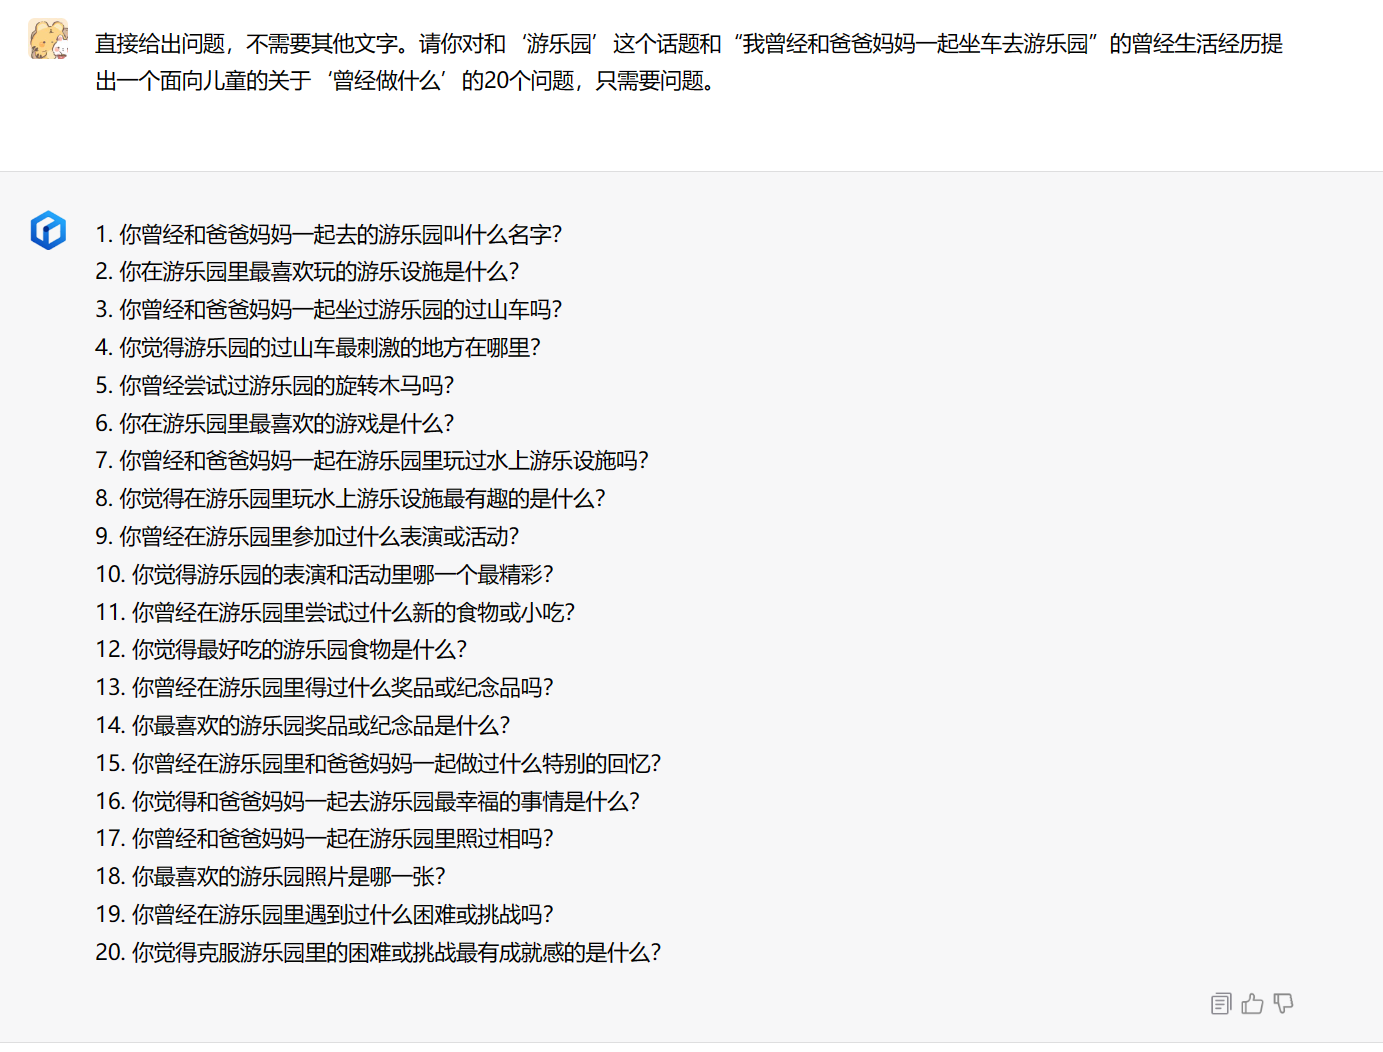 直接给出问题，不需要其他文字。请你对和‘游乐园’这个话题和“我曾经和爸爸妈妈一起坐车去游乐园”的曾经生活经历提
出一个面向儿童的关于‘曾经做什么’的20个问题，只需要问题。
1. 你曾经和爸爸妈妈一起去的游乐园叫什么名字？
2. 你在游乐园里最喜欢玩的游乐设施是什么？
3. 你曾经和爸爸妈妈一起坐过游乐园的过山车吗？
4. 你觉得游乐园的过山车最刺激的地方在哪里？
5. 你曾经尝试过游乐园的旋转木马吗？
6. 你在游乐园里最喜欢的游戏是什么？
7. 你曾经和爸爸妈妈一起在游乐园里玩过水上游乐设施吗？
8. 你觉得在游乐园里玩水上游乐设施最有趣的是什么？
9. 你曾经在游乐园里参加过什么表演或活动？
10. 你觉得游乐园的表演和活动里哪一个最精彩？
11. 你曾经在游乐园里尝试过什么新的食物或小吃？
12. 你觉得最好吃的游乐园食物是什么？
13. 你曾经在游乐园里得过什么奖品或纪念品吗？
14. 你最喜欢的游乐园奖品或纪念品是什么？
15. 你曾经在游乐园里和爸爸妈妈一起做过什么特别的回忆？
16. 你觉得和爸爸妈妈一起去游乐园最幸福的事情是什么？
17. 你曾经和爸爸妈妈一起在游乐园里照过相吗？
18. 你最喜欢的游乐园照片是哪一张？
19. 你曾经在游乐园里遇到过什么困难或挑战吗？
20. 你觉得克服游乐园里的困难或挑战最有成就感的是什么？